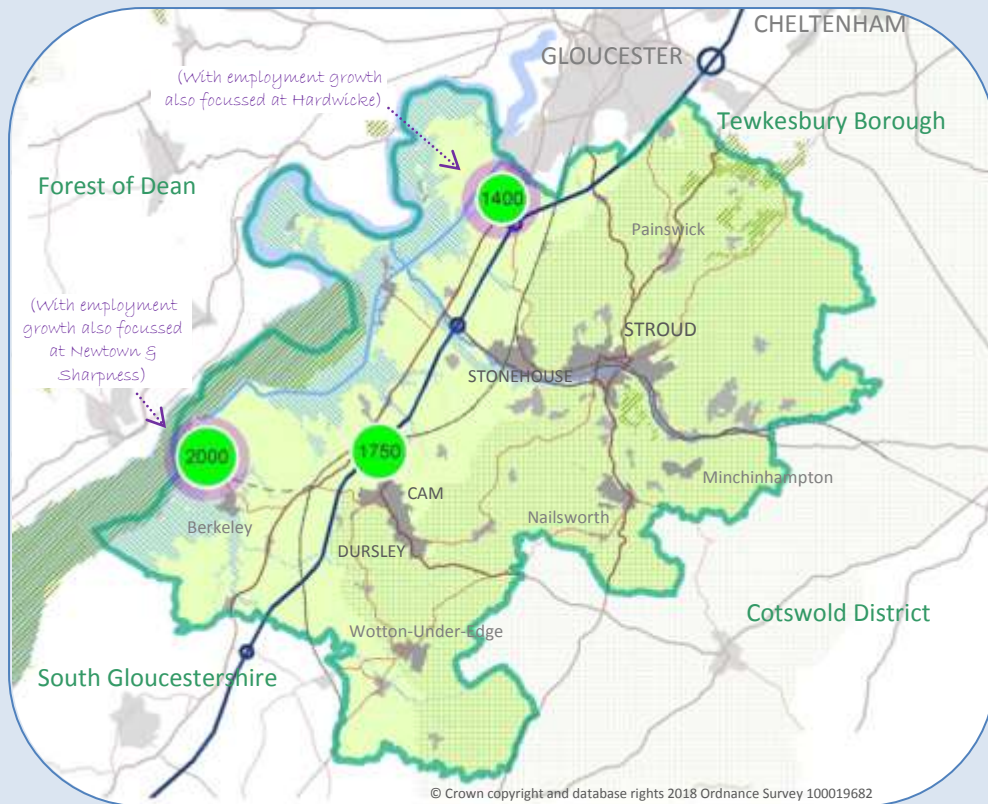 CHELTENHAM
GLOUCESTER
(With employment growth
also focussed at Hardwicke)
Tewkesbury Borough
Forest of Dean
1400
Painswick
(With employment
growth also focussed
at Newtown &
Sharpness)
STROUD
STONEHOUSE
2000
1750
Minchinhampton
CAM
Berkeley
Nailsworth
DURSLEY
Cotswold District
Wotton-Under-Edge
South Gloucestershire
© Crown copyright and database rights 2018 Ordnance Survey 100019682